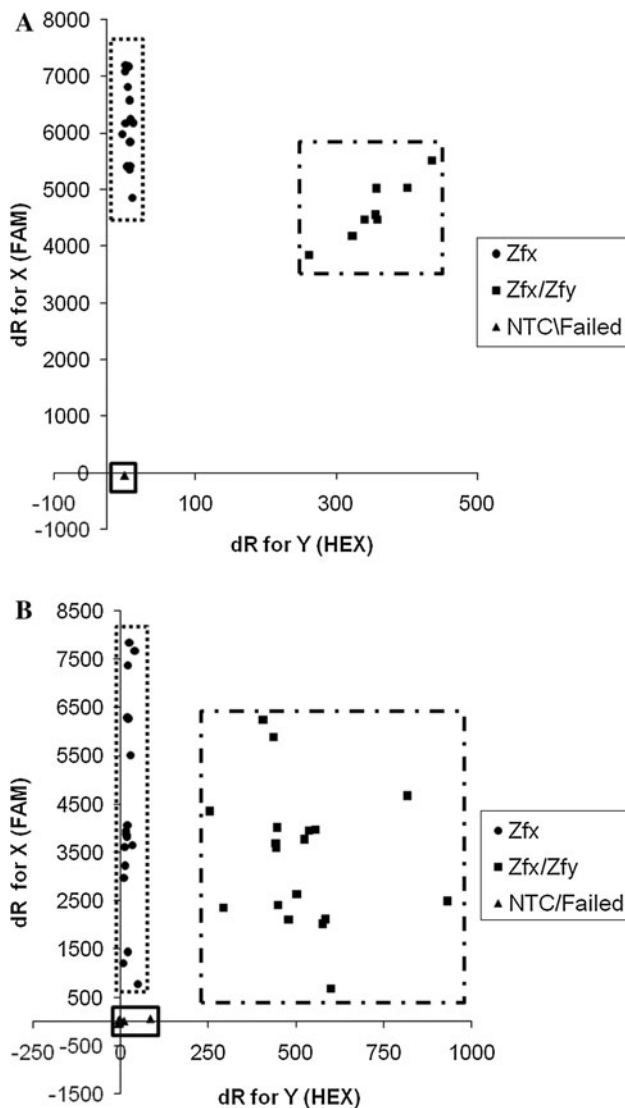 A
8000
7000
6000
5000
4000
3000
2000
1000
0
-1000
-100
100
300
500
dR for X (FAM)
dR for Y (HEX)
Zfx
Zfx/Zfy
NTC\Failed
B
8500
7500
6500
5500
4500
3500
2500
1500
500
-500
-1500
-250
0
250
500
750
1000
dR for X (FAM)
dR for Y (HEX)
Zfx
Zfx/Zfy
NTC/Failed